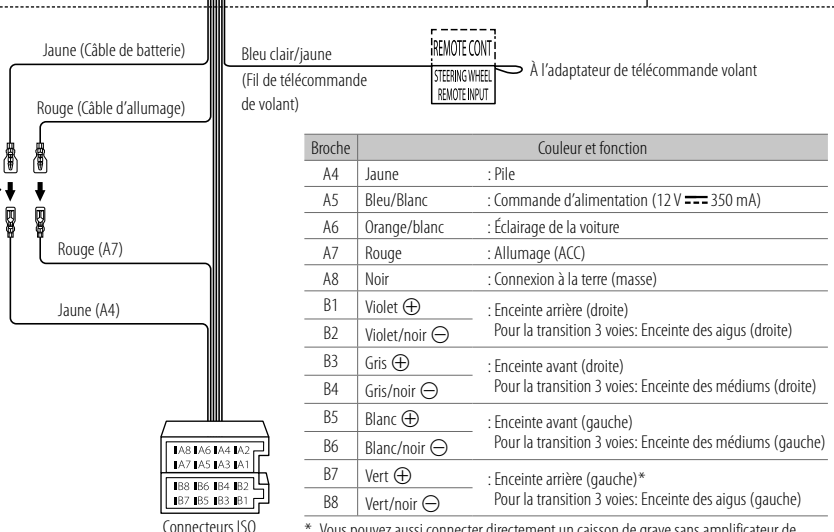 Jaune (Câble de batterie)
Rouge (Câble d'allumage)
Bleu clair/jaune
(Fil de télécommande
de volant)
REMOTE CONT
STEERING WHEEL
REMOTE INPUT
À l'adaptateur de télécommande volant
Rouge (A7)
Jaune (A4)
A8 A6 A4 A2
A7 A5 A3 A1
B8 B6 B4 B2
B7 B5 B3 B1
Connecteurs ISO
Broche Couleur et fonction
A4 Jaune : Pile
A5 Bleu/Blanc : Commande d'alimentation (12 V ⎓ 350 mA)
A6 Orange/blanc : Éclairage de la voiture
A7 Rouge : Allumage (ACC)
A8 Noir : Connexion à la terre (masse)
B1 Violet ⊕ : Enceinte arrière (droite)
B2 Violet/noir ⊖ Pour la transition 3 voies: Enceinte des aigus (droite)
B3 Gris ⊕ : Enceinte avant (droite)
B4 Gris/noir ⊖ Pour la transition 3 voies: Enceinte des médiums (droite)
B5 Blanc ⊕ : Enceinte avant (gauche)
B6 Blanc/noir ⊖ Pour la transition 3 voies: Enceinte des médiums (gauche)
B7 Vert ⊕ : Enceinte arrière (gauche)*
B8 Vert/noir ⊖ Pour la transition 3 voies: Enceinte des aigus (gauche)
* Vous pouvez aussi connecter directement un caisson de grave sans amplificateur de